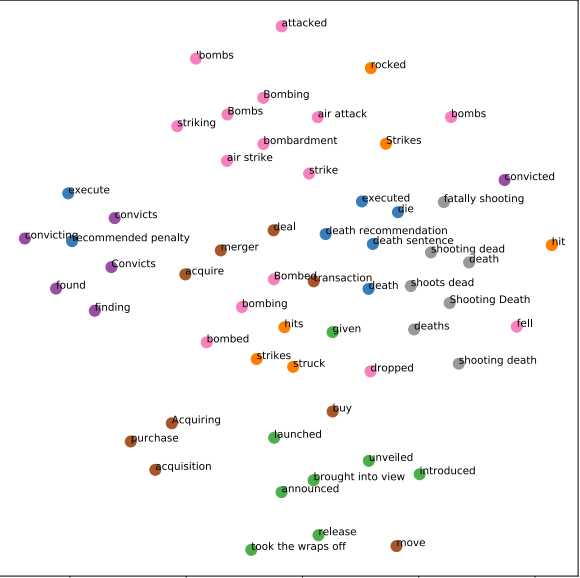 attacked
'bombs
rocked
Bombing
Bombs
air attack
bombs
striking
bombardment
Strikes
air strike
strike
convicted
execute
executed
fatally shooting
die
convicts
deal
death recommendation
convicting
recommended penalty
death sentence
hit
merger
shooting dead
death
Convicts
acquire
Bombed
transaction
found
death
shoots dead
Shooting Death
finding
bombing
hits
given
deaths
fell
bombed
strikes
struck
dropped
shooting death
buy
Acquiring
purchase
launched
acquisition
unveiled
brought into view
introduced
announced
release
took the wraps off
move